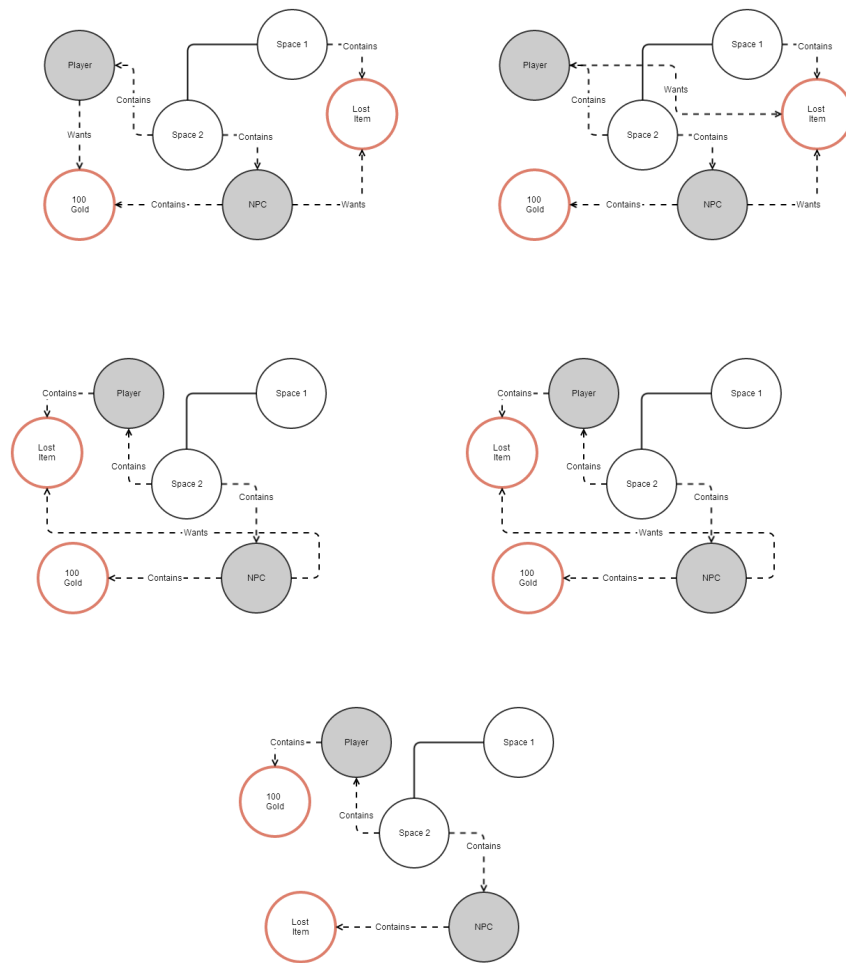 Space 1
Contains
Player
Lost
Item
Contains
Wants
Space 2
Contains
100
Gold
Contains
NPC
Wants
Space 1
Contains
Player
Wants
Contains
Lost
Item
Space 2
Contains
100
Gold
Contains
NPC
Wants
Contains
Player
Space 1
Lost
Item
Contains
Space 2
Contains
Wants
100
Gold
Contains
NPC
Contains
Player
Space 1
Lost
Item
Contains
Space 2
Contains
Wants
100
Gold
Contains
NPC
Contains
Player
Space 1
100
Gold
Contains
Space 2
Contains
Lost
Item
Contains
NPC